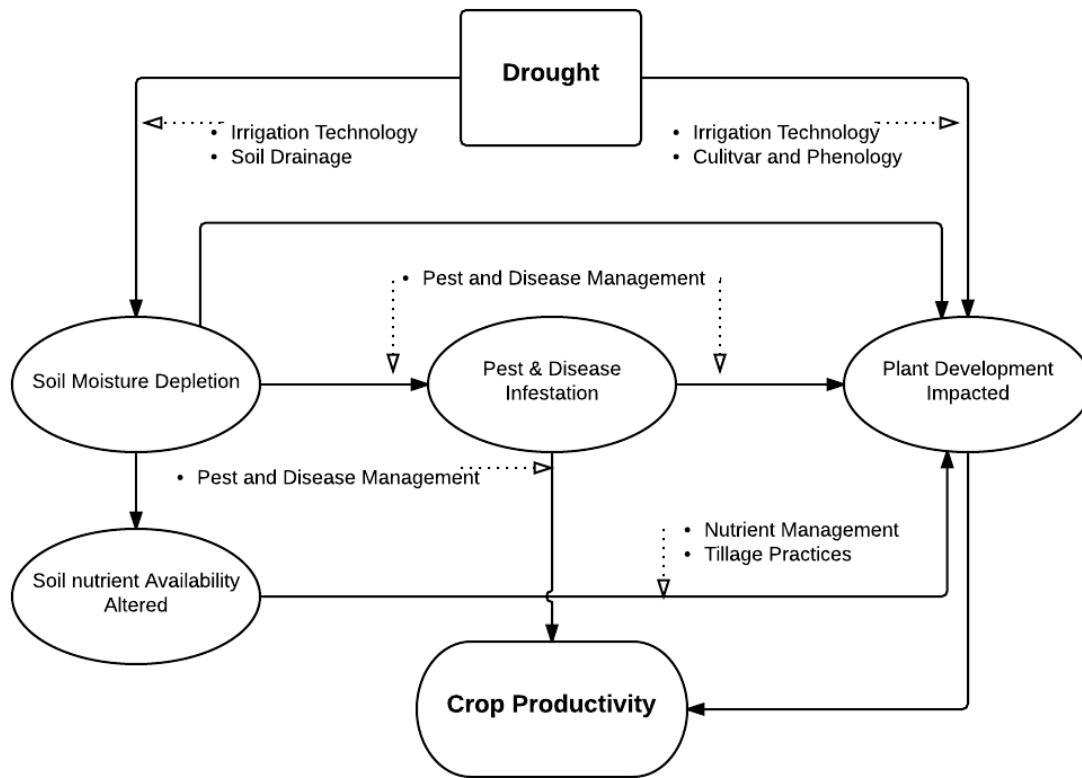 Drought
• Irrigation Technology
• Soil Drainage
• Irrigation Technology
• Culitvar and Phenology
• Pest and Disease Management
Soil Moisture Depletion
Pest & Disease
Infestation
Plant Development
Impacted
• Pest and Disease Management
• Nutrient Management
• Tillage Practices
Soil nutrient Availability
Altered
Crop Productivity